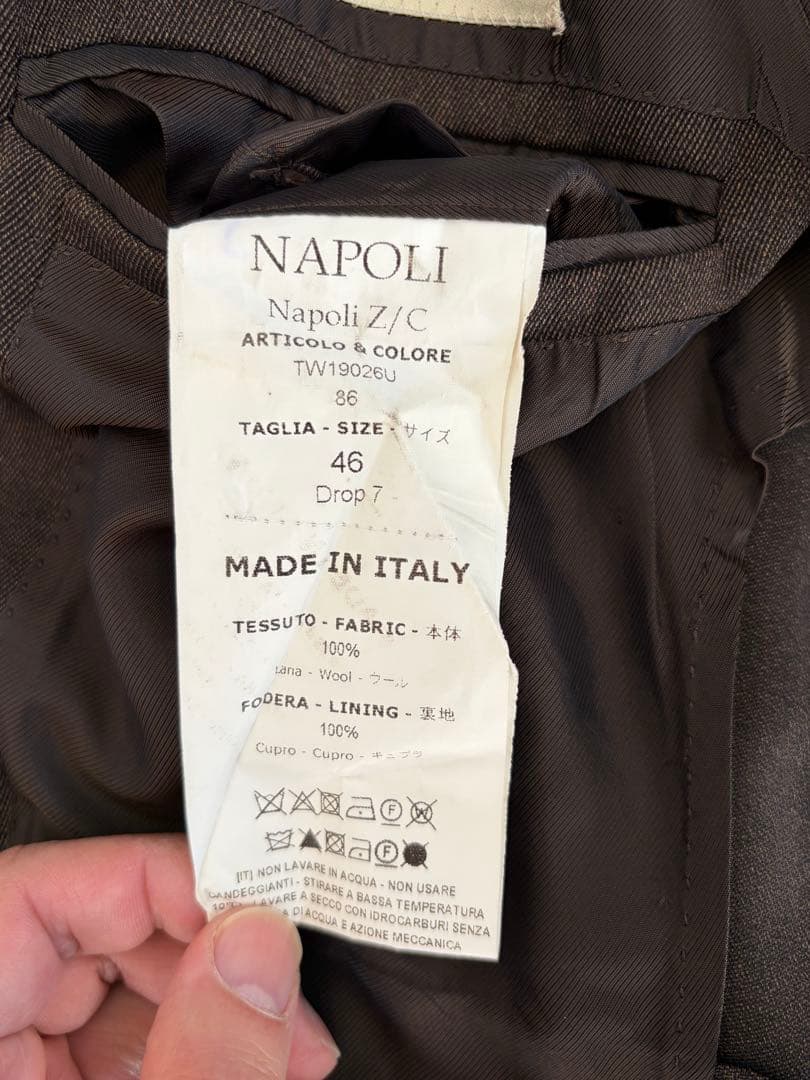 NAPOLI
Napoli Z/C
ARTICOLO & COLORE
TW19026U
86
TAGLIA - SIZE - サイズ
46
Drop 7
MADE IN ITALY
TESSUTO - FABRIC - 本体
100%
Lana - Wool - ウール
FODERA - LINING - 裏地
100%
Cupro - Cupro - キュプラ
F W
F
[IT] NON LAVARE IN ACQUA - NON USARE
CANDEGGIANTI - STIRARE A BASSA TEMPERATURA
LAVARE A SECCO CON IDROCARBURI SENZA
DI ACQUA E AZIONE MECCANICA